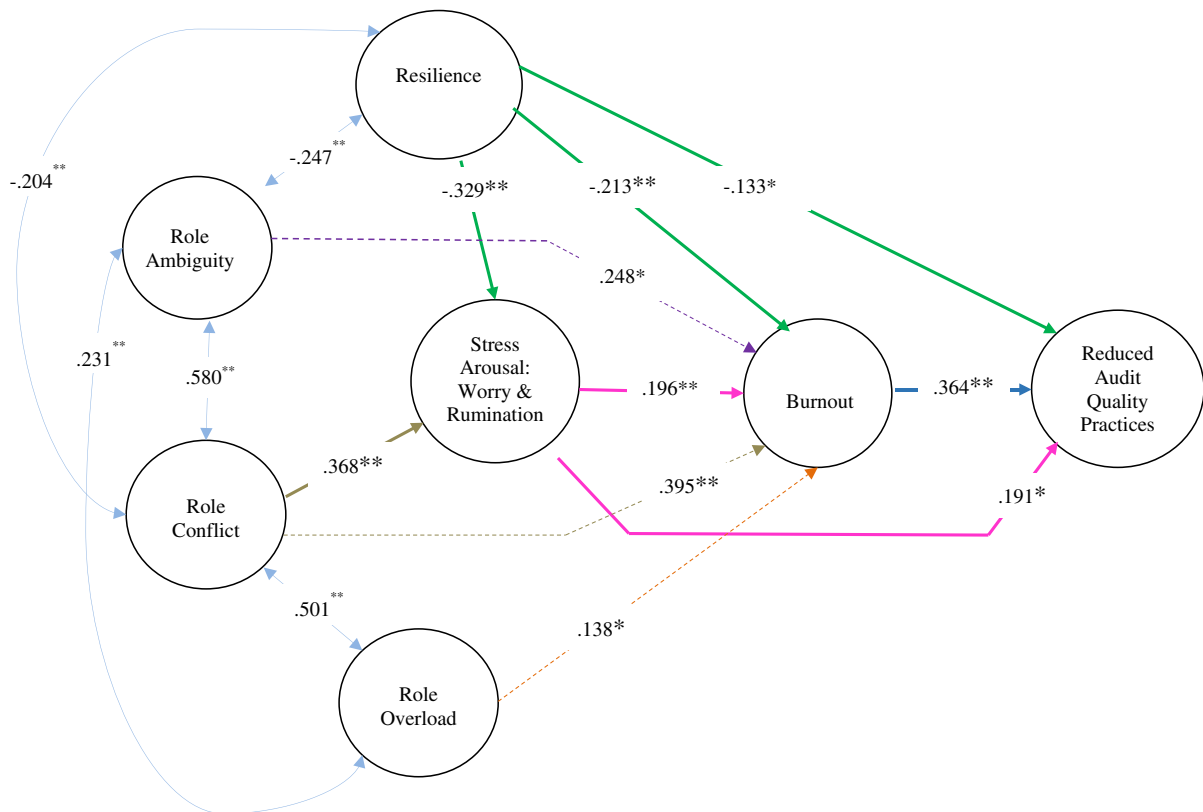 Resilience
-.247**
-.204**
-.329**
-.213**
-.133*
Role
Ambiguity
.248*
.231**
.580**
Stress
Arousal:
Worry &
Rumination
.196**
Burnout
.364**
Reduced
Audit
Quality
Practices
.368**
.395**
.191*
Role
Conflict
.501**
.138*
Role
Overload